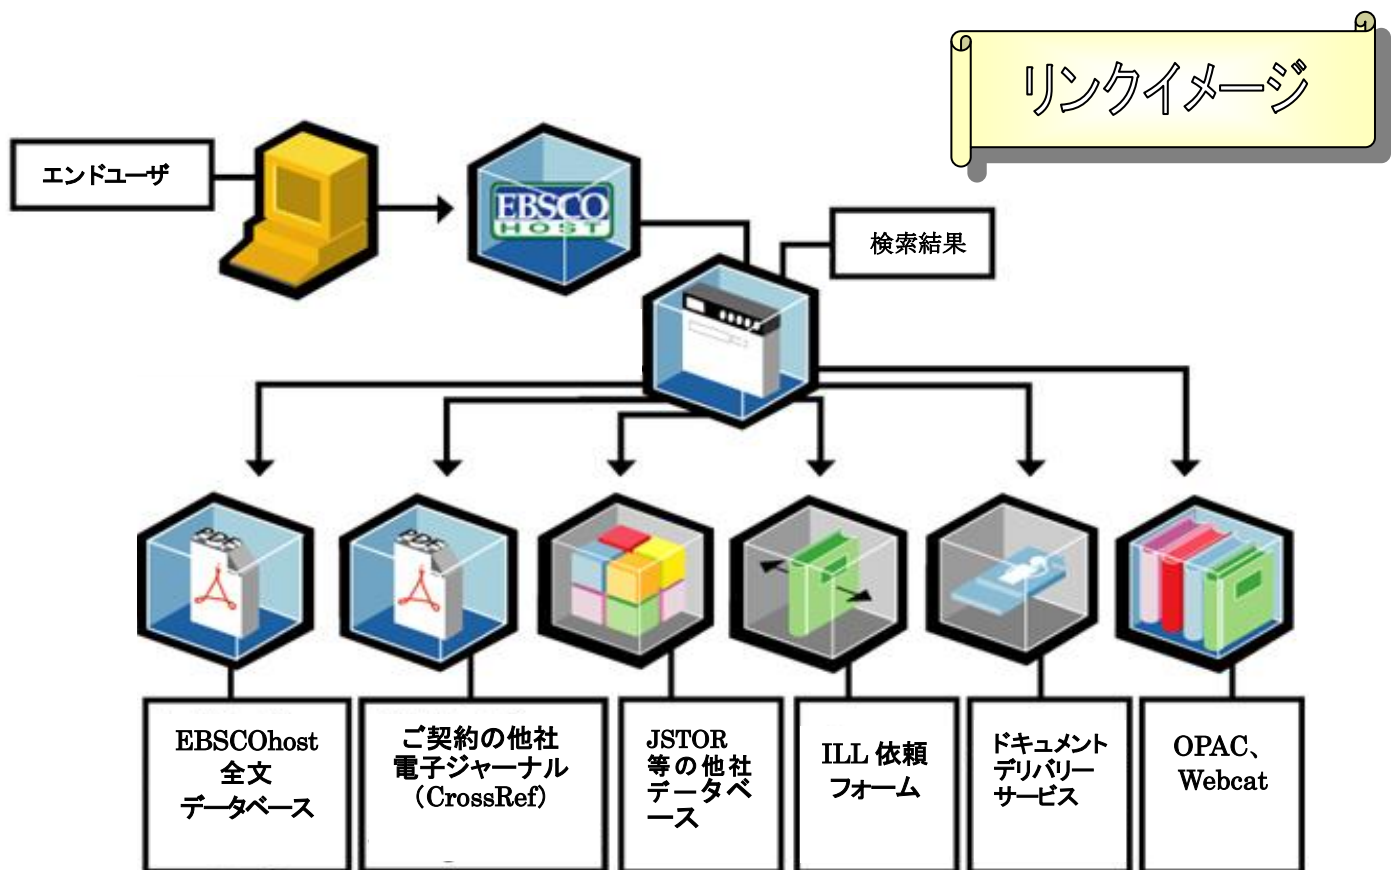 リンクイメージ
エンドユーザ
EBSCO
HOST
検索結果
PDF
PDF
EBSCOhost
全文
データベース
ご契約の他社
電子ジャーナル
（CrossRef）
JSTOR
等の他社
データベ
ース
ILL 依頼
フォーム
ドキュメント
デリバリー
サービス
OPAC、
Webcat